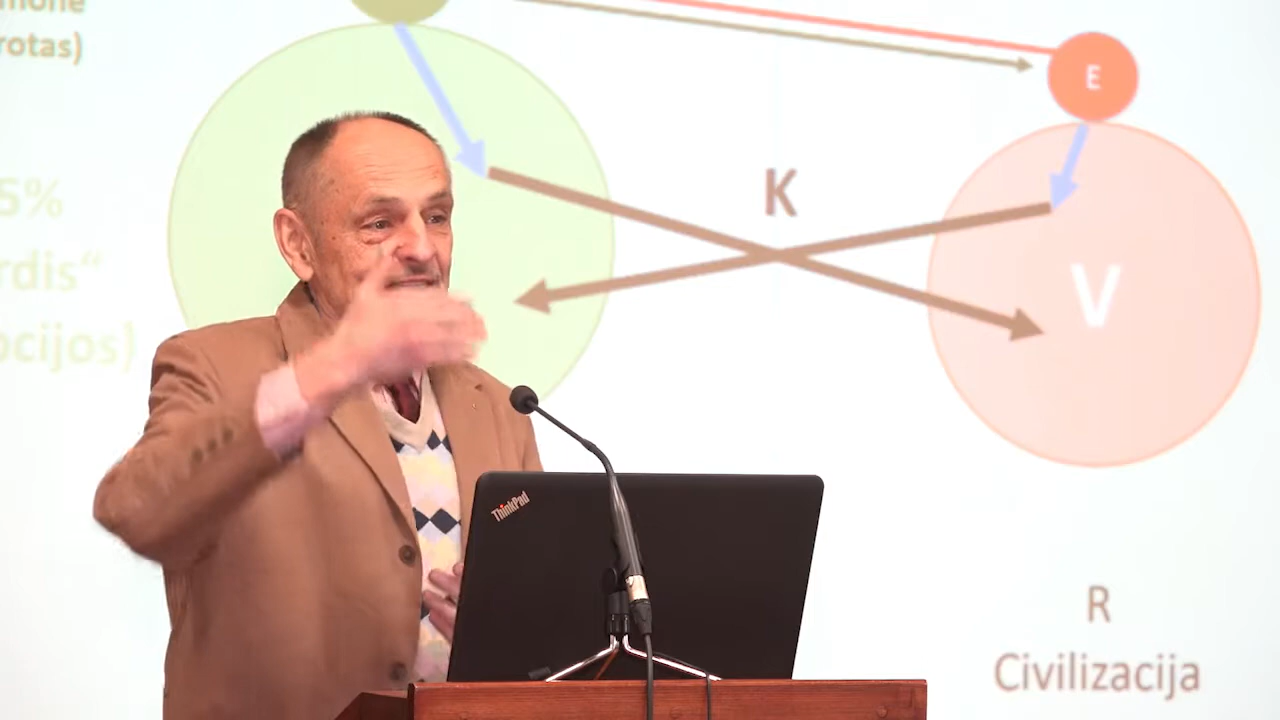 rotas)
E
5%
K
rdis“
V
ocijos)
ThinkPad
R
Civilizacija